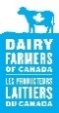 DAIRY
FARMERS
OF CANADA
LES PRODUCTEURS
LAITIERS
DU CANADA